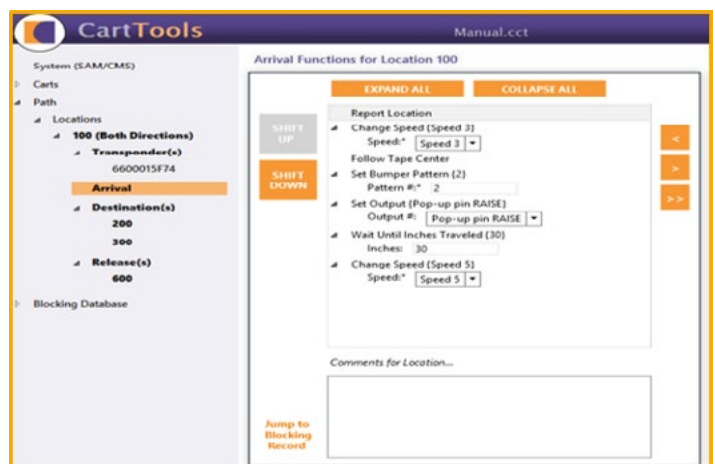 CartTools
Manual.cct
System (SAM/CMS)
Carts
Path
Locations
100 (Both Directions)
Transponder(s)
6600015F74
Arrival
Destination(s)
200
300
Release(s)
600
Blocking Database
Arrival Functions for Location 100
EXPAND ALL
COLLAPSE ALL
SHIFT UP
SHIFT DOWN
Report Location
Change Speed (Speed 3)
Speed:* Speed 3
Follow Tape Center
Set Bumper Pattern (2)
Pattern #:* 2
Set Output (Pop-up pin RAISE)
Output #: Pop-up pin RAISE
Wait Until Inches Traveled (30)
Inches: 30
Change Speed (Speed 5)
Speed:* Speed 5
<
>
>>
Comments for Location...
Jump to
Blocking
Record